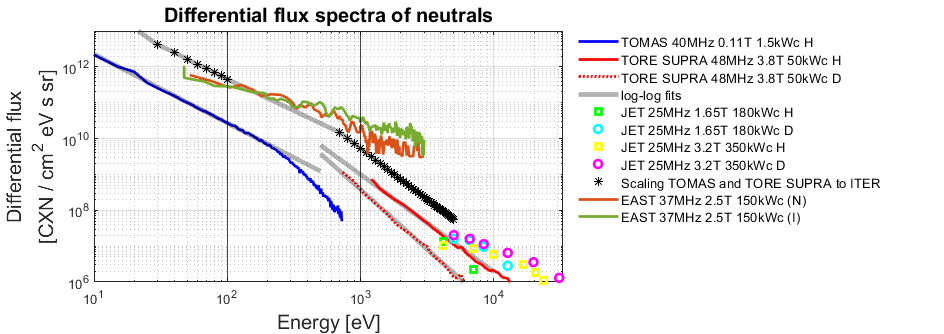 Differential flux spectra of neutrals
Differential flux
[CXN / cm² eV s sr]
10¹²
10¹⁰
10⁸
10⁶
10¹
10²
10³
10⁴
Energy [eV]
TOMAS 40MHz 0.11T 1.5kWc H
TORE SUPRA 48MHz 3.8T 50kWc H
TORE SUPRA 48MHz 3.8T 50kWc D
log-log fits
JET 25MHz 1.65T 180kWc H
JET 25MHz 1.65T 180kWc D
JET 25MHz 3.2T 350kWc H
JET 25MHz 3.2T 350kWc D
Scaling TOMAS and TORE SUPRA to ITER
EAST 37MHz 2.5T 150kWc (N)
EAST 37MHz 2.5T 150kWc (I)